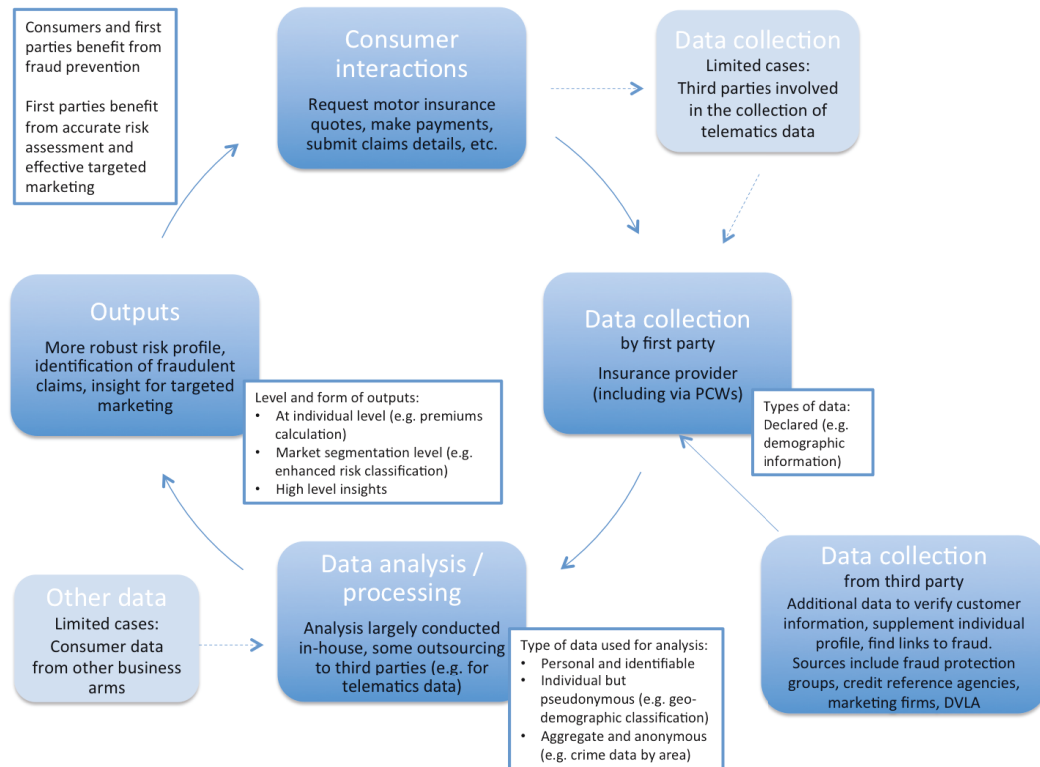 Consumers and first
parties benefit from
fraud prevention
First parties benefit
from accurate risk
assessment and
effective targeted
marketing
Consumer
interactions
Request motor insurance
quotes, make payments,
submit claims details, etc.
Data collection
Limited cases:
Third parties involved
in the collection of
telematics data
Outputs
More robust risk profile,
identification of fraudulent
claims, insight for targeted
marketing
Level and form of outputs:
• At individual level (e.g. premiums
calculation)
• Market segmentation level (e.g.
enhanced risk classification)
• High level insights
Data collection
by first party
Insurance provider
(including via PCWs)
Types of data:
Declared (e.g.
demographic
information)
Other data
Limited cases:
Consumer data
from other business
arms
Data analysis /
processing
Analysis largely conducted
in-house, some outsourcing
to third parties (e.g. for
telematics data)
Type of data used for analysis:
• Personal and identifiable
• Individual but
pseudonymous (e.g. geo-
demographic classification)
• Aggregate and anonymous
(e.g. crime data by area)
Data collection
from third party
Additional data to verify customer
information, supplement individual
profile, find links to fraud.
Sources include fraud protection
groups, credit reference agencies,
marketing firms, DVLA